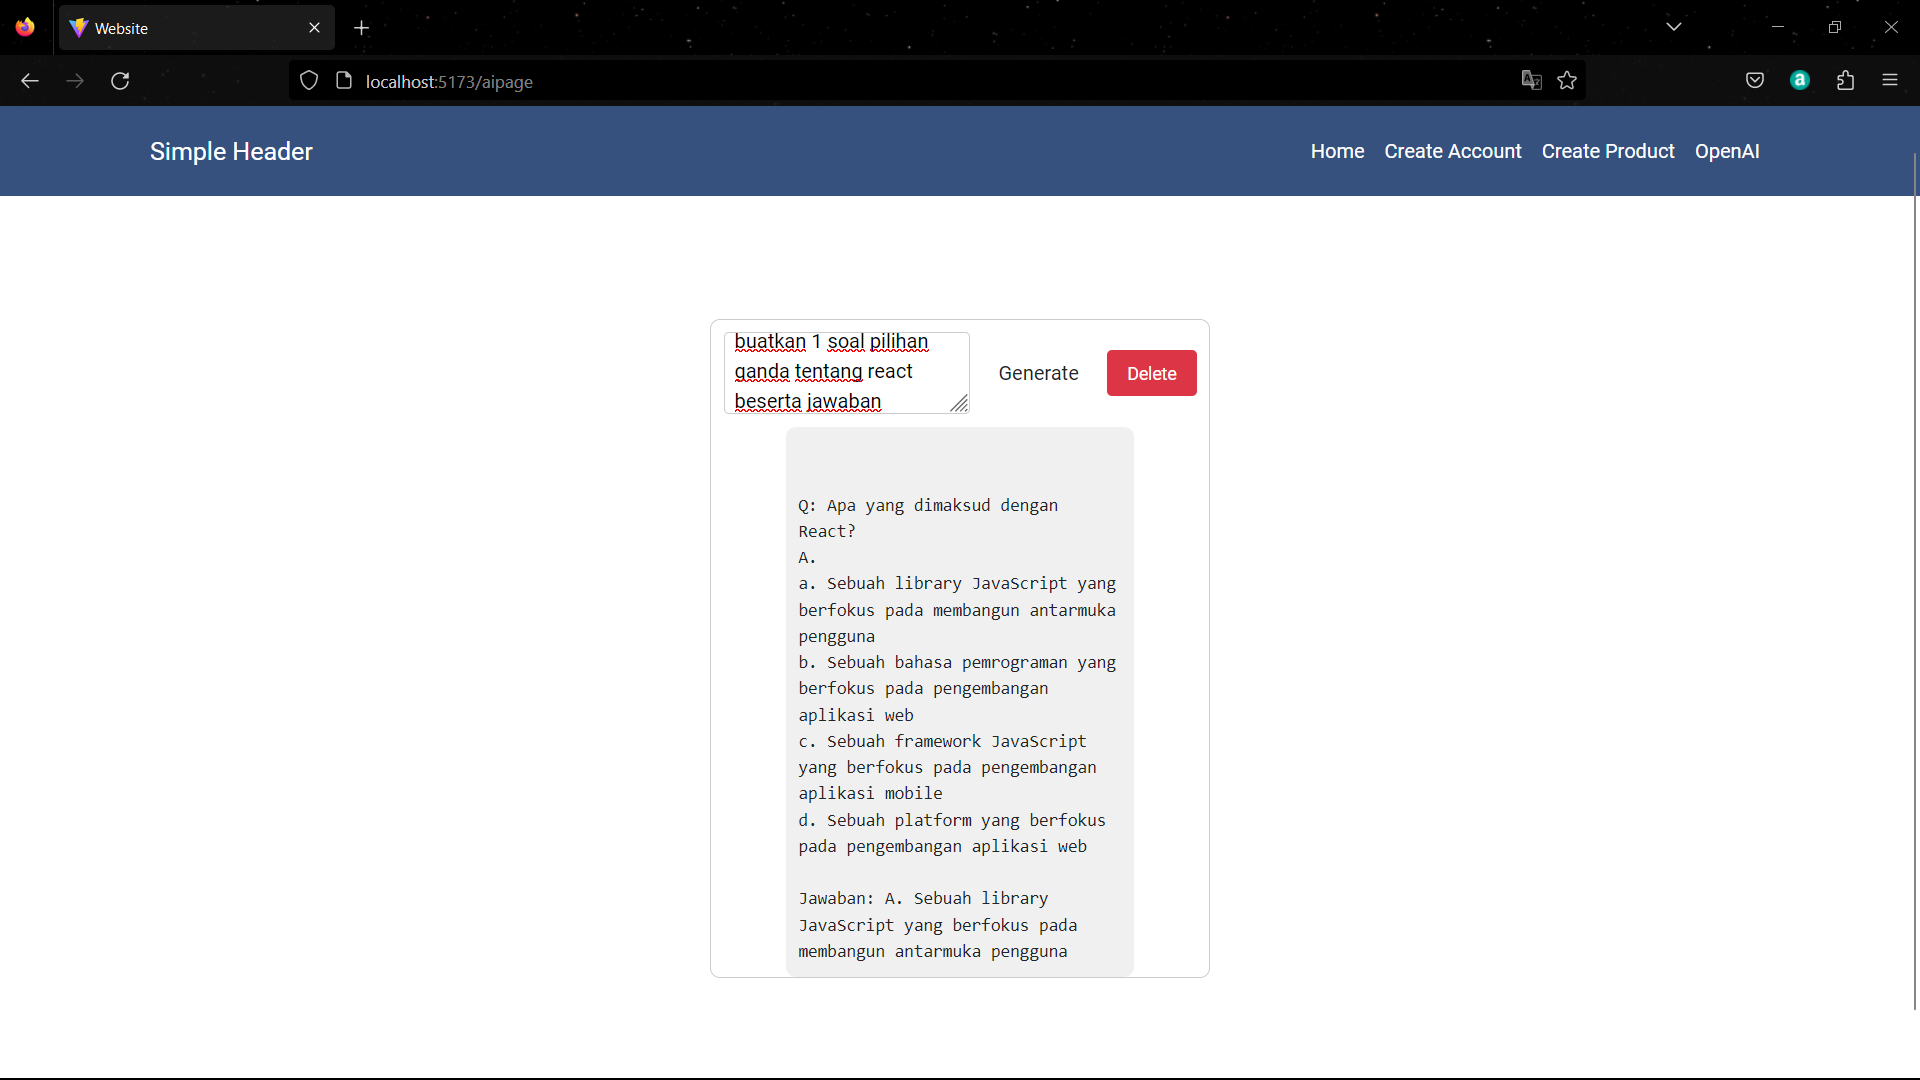 Website
localhost:5173/aipage
Simple Header
Home Create Account Create Product OpenAI
buatkan 1 soal pilihan
ganda tentang react
beserta jawaban
Generate
Delete
Q: Apa yang dimaksud dengan
React?
A.
a. Sebuah library JavaScript yang
berfokus pada membangun antarmuka
pengguna
b. Sebuah bahasa pemrograman yang
berfokus pada pengembangan
aplikasi web
c. Sebuah framework JavaScript
yang berfokus pada pengembangan
aplikasi mobile
d. Sebuah platform yang berfokus
pada pengembangan aplikasi web
Jawaban: A. Sebuah library
JavaScript yang berfokus pada
membangun antarmuka pengguna